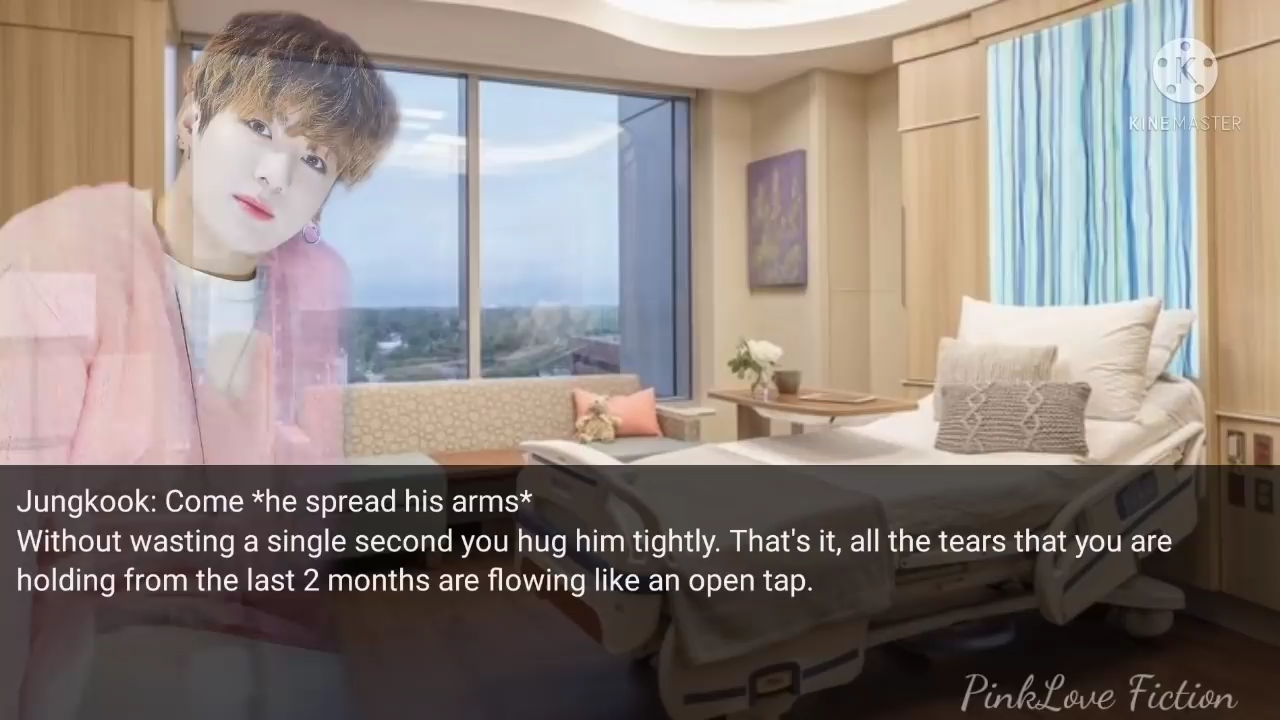 KINEMASTER
Jungkook: Come *he spread his arms*
Without wasting a single second you hug him tightly. That's it, all the tears that you are
holding from the last 2 months are flowing like an open tap.
PinkLove Fiction